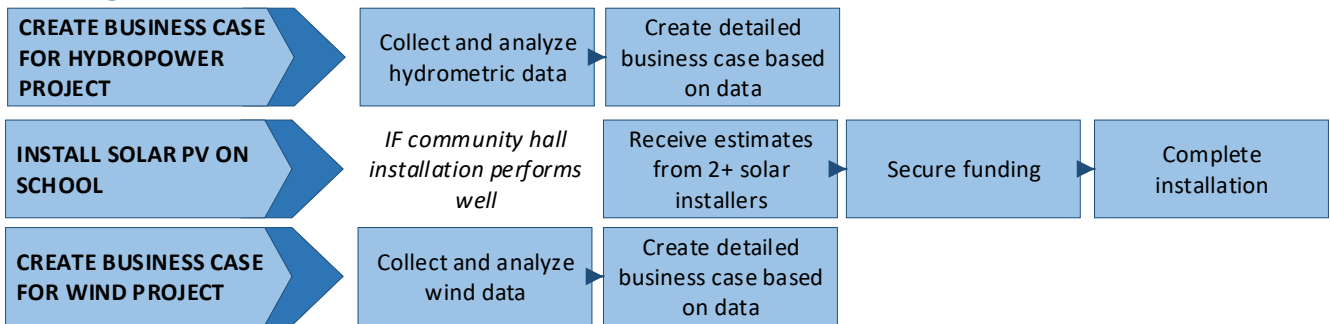 CREATE BUSINESS CASE
FOR HYDROPOWER
PROJECT
Collect and analyze
hydrometric data
Create detailed
business case based
on data
INSTALL SOLAR PV ON
SCHOOL
IF community hall
installation performs
well
Receive estimates
from 2+ solar
installers
Secure funding
Complete
installation
CREATE BUSINESS CASE
FOR WIND PROJECT
Collect and analyze
wind data
Create detailed
business case based
on data